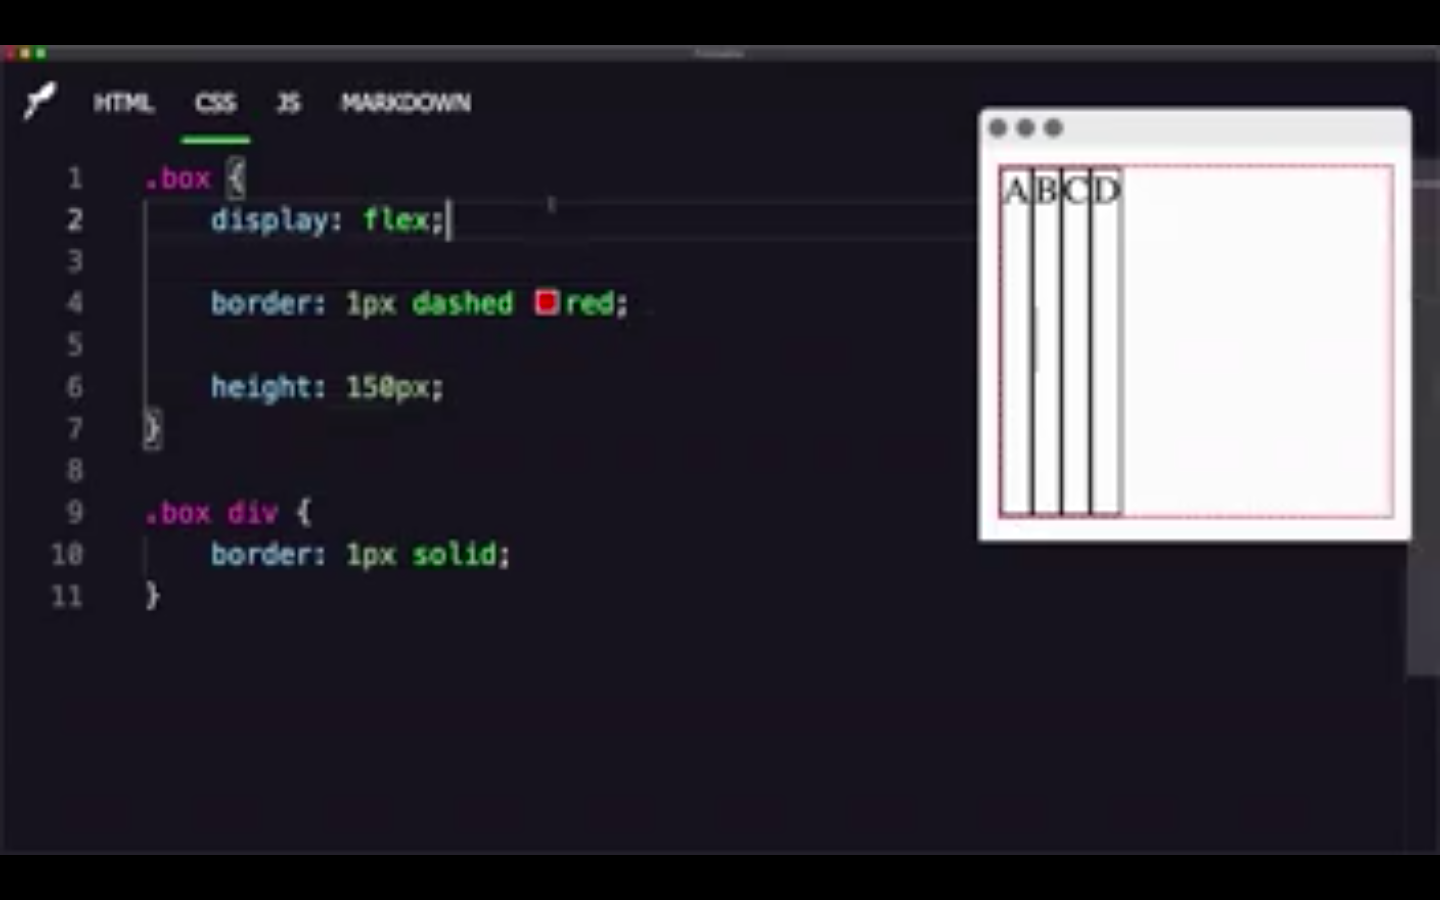 HTML CSS JS MARKDOWN
1 .box {
2 display: flex;
3
4 border: 1px dashed red;
5
6 height: 150px;
7 }
8
9 .box div {
10 border: 1px solid;
11 }
A B C D